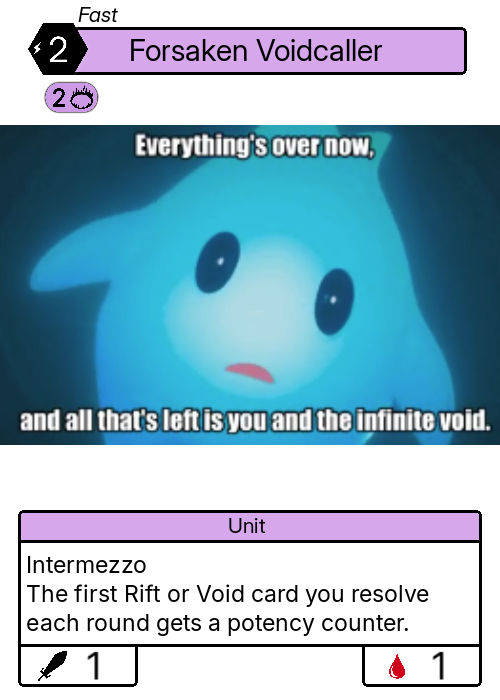 Fast
2
Forsaken Voidcaller
2
Everything's over now,
and all that's left is you and the infinite void.
Unit
Intermezzo
The first Rift or Void card you resolve
each round gets a potency counter.
1
1